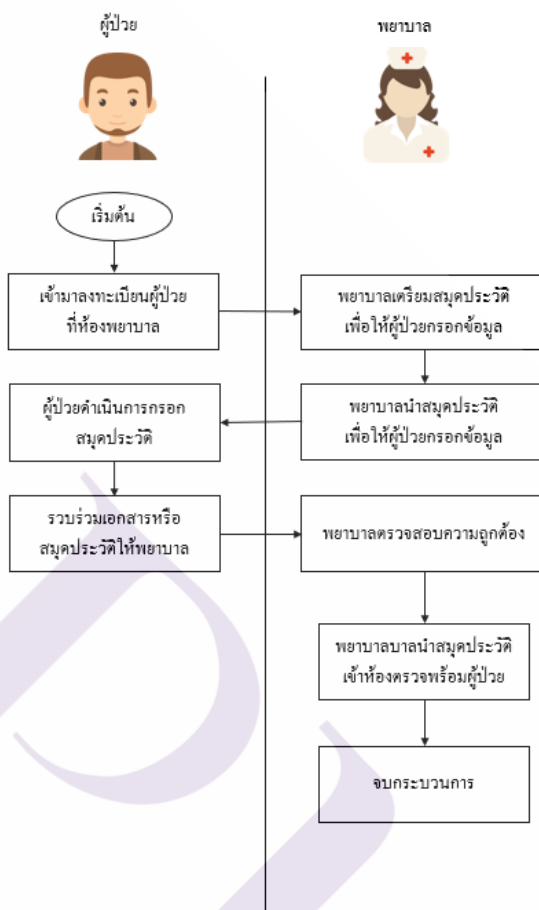 ผู้ป่วย
พยาบาล
เริ่มต้น
เข้ามาลงทะเบียนผู้ป่วย
ที่ห้องพยาบาล
พยาบาลเตรียมสมุดประวัติ
เพื่อให้ผู้ป่วยกรอกข้อมูล
พยาบาลนำสมุดประวัติ
เพื่อให้ผู้ป่วยกรอกข้อมูล
ผู้ป่วยดำเนินการกรอก
สมุดประวัติ
รวบร่วมเอกสารหรือ
สมุดประวัติให้พยาบาล
พยาบาลตรวจสอบความถูกต้อง
พยาบาลบาลนำสมุดประวัติ
เข้าห้องตรวจพร้อมผู้ป่วย
จบกระบวนการ